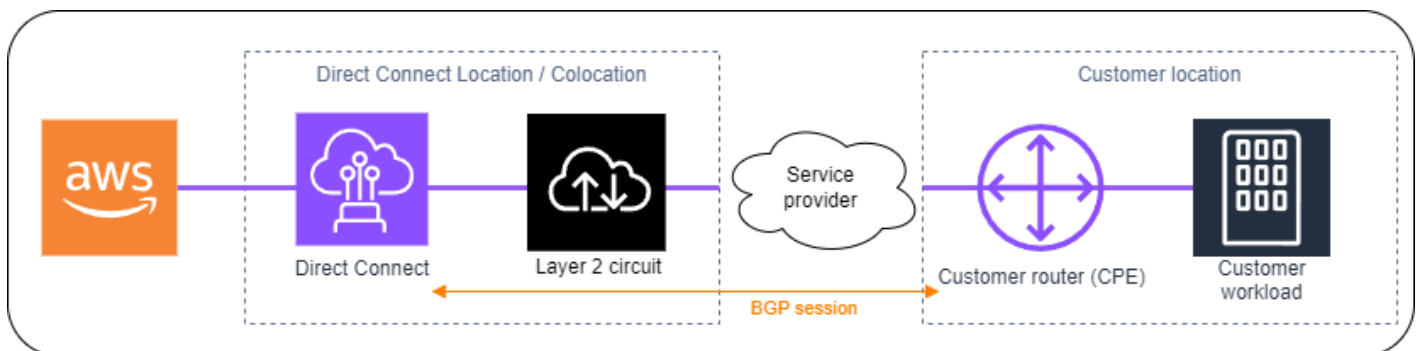 Direct Connect Location / Colocation
Customer location
aws
Service
provider
Direct Connect
Layer 2 circuit
Customer router (CPE)
Customer
workload
BGP session